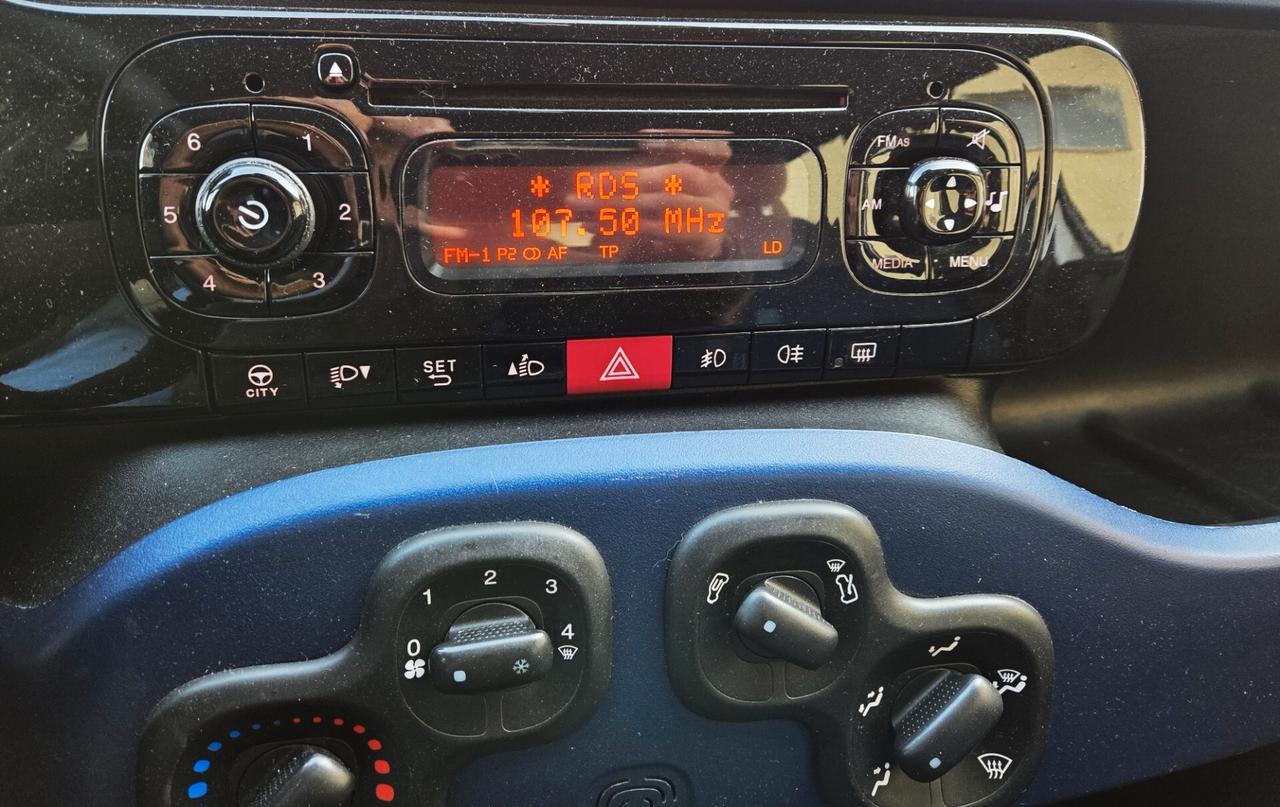 6 1
5 2
4 3
* RDS *
107.50 MHz
FM-1 P2 AF TP LD
FMAS
AM
MEDIA MENU
CITY
SET
0 1 2 3 4